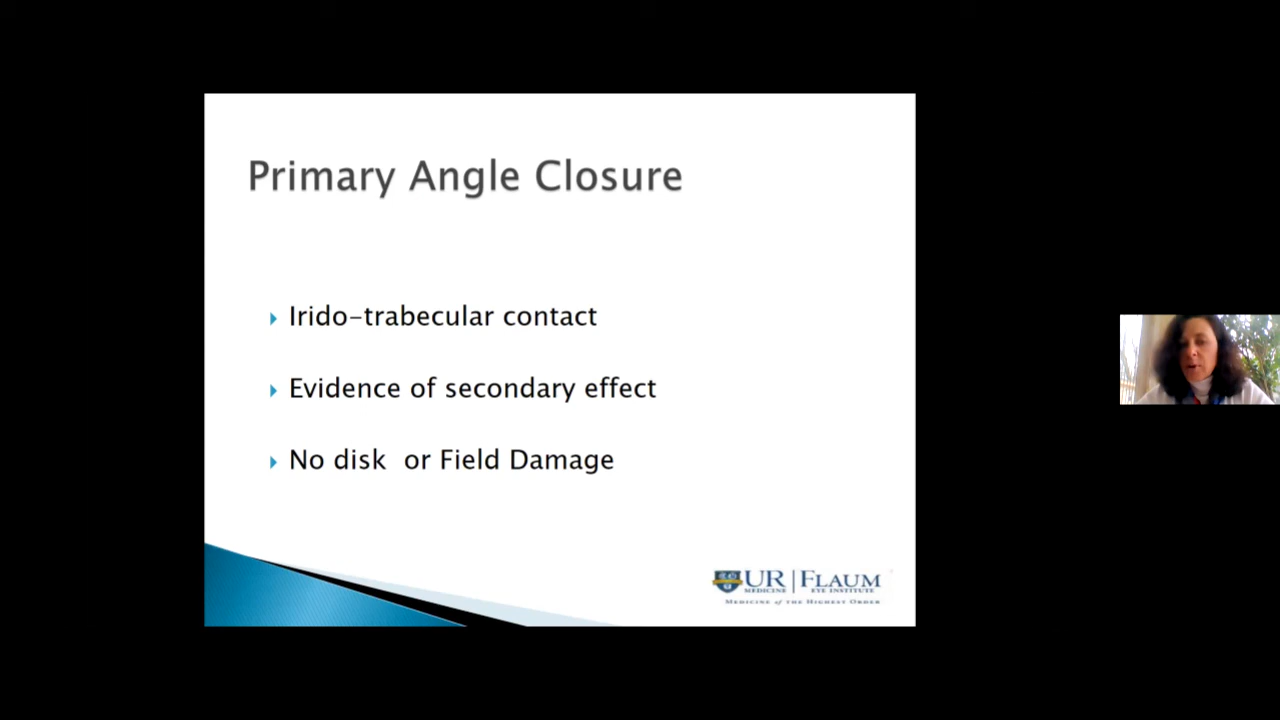 Primary Angle Closure
Irido-trabecular contact
Evidence of secondary effect
No disk or Field Damage
UR FLAUM
MEDICINE EYE INSTITUTE
MEDICINE of THE HIGHEST ORDER